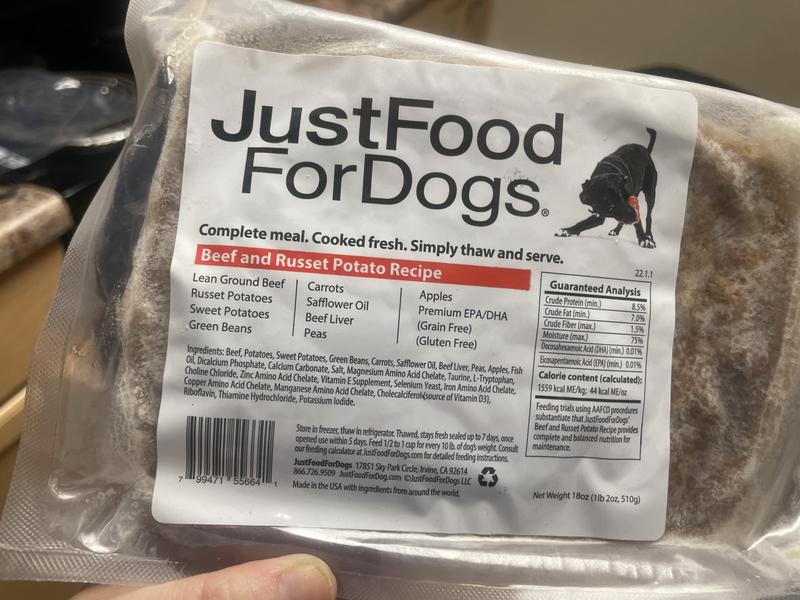 JustFood
ForDogs®
Complete meal. Cooked fresh. Simply thaw and serve.
Beef and Russet Potato Recipe
Lean Ground Beef
Russet Potatoes
Sweet Potatoes
Green Beans
Carrots
Safflower Oil
Beef Liver
Peas
Apples
Premium EPA/DHA
(Grain Free)
(Gluten Free)
22.1.1
Guaranteed Analysis
Crude Protein (min.) 8.5%
Crude Fat (min.) 7.0%
Crude Fiber (max.) 1.5%
Moisture (max.) 75%
Docosahexaenoic Acid (DHA) (min.) 0.01%
Eicosapentaenoic Acid (EPA) (min.) 0.01%
Calorie content (calculated):
1559 kcal ME/kg; 44 kcal ME/oz
Feeding trials using AAFCO procedures
substantiate that JustFoodForDogs'
Beef and Russet Potato Recipe provides
complete and balanced nutrition for
maintenance.
Ingredients: Beef, Potatoes, Sweet Potatoes, Green Beans, Carrots, Safflower Oil, Beef Liver, Peas, Apples, Fish
Oil, Dicalcium Phosphate, Calcium Carbonate, Salt, Magnesium Amino Acid Chelate, Taurine, L-Tryptophan,
Choline Chloride, Zinc Amino Acid Chelate, Vitamin E Supplement, Selenium Yeast, Iron Amino Acid Chelate,
Copper Amino Acid Chelate, Manganese Amino Acid Chelate, Cholecalciferol(source of Vitamin D3),
Riboflavin, Thiamine Hydrochloride, Potassium Iodide.
Store in freezer, thaw in refrigerator. Thawed, stays fresh sealed up to 7 days, once
opened use within 5 days. Feed 1/2 to 1 cup for every 10 lb. of dog's weight. Consult
our feeding calculator at JustFoodForDogs.com for detailed feeding instructions.
JustFoodForDogs 17851 Sky Park Circle, Irvine, CA 92614
866.726.9509 JustFoodForDog.com ©JustFoodForDogs LLC
Made in the USA with ingredients from around the world.
7 99471 55664 1
Net Weight 18oz (1lb 2oz, 510g)